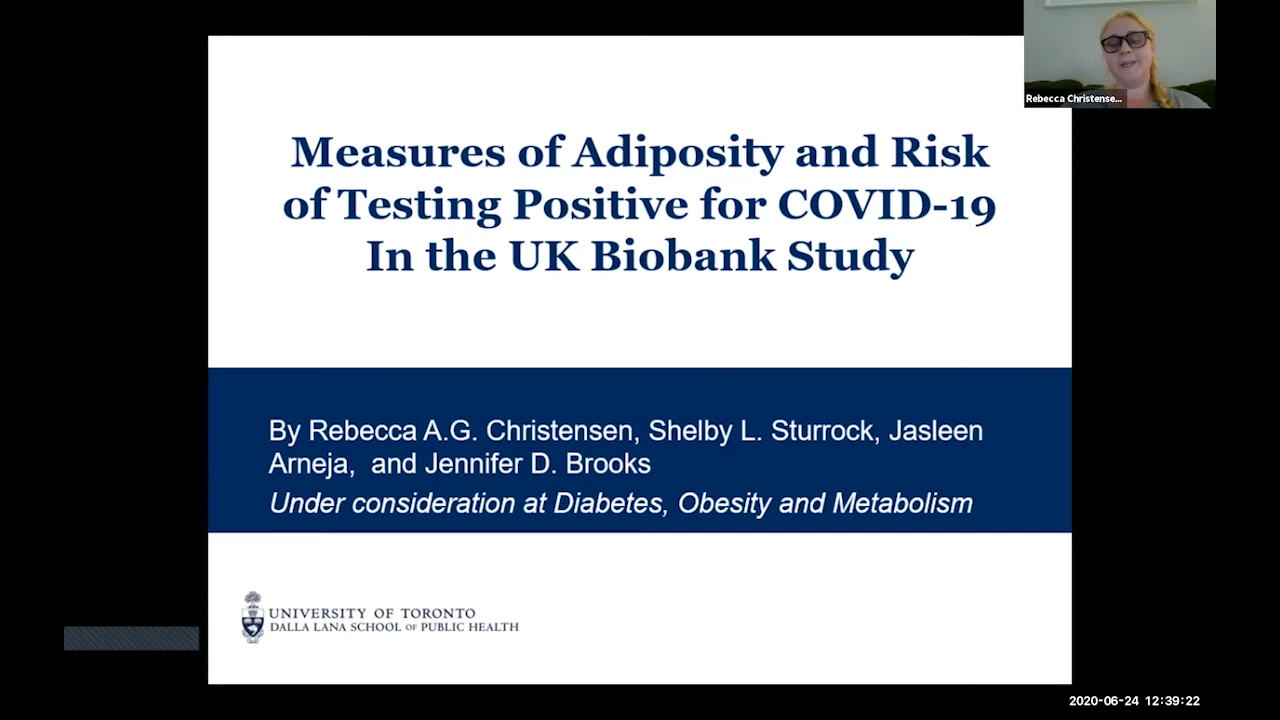 Rebecca Christense...
Measures of Adiposity and Risk
of Testing Positive for COVID-19
In the UK Biobank Study
By Rebecca A.G. Christensen, Shelby L. Sturrock, Jasleen
Arneja, and Jennifer D. Brooks
Under consideration at Diabetes, Obesity and Metabolism
UNIVERSITY OF TORONTO
DALLA LANA SCHOOL OF PUBLIC HEALTH
2020-06-24 12:39:22